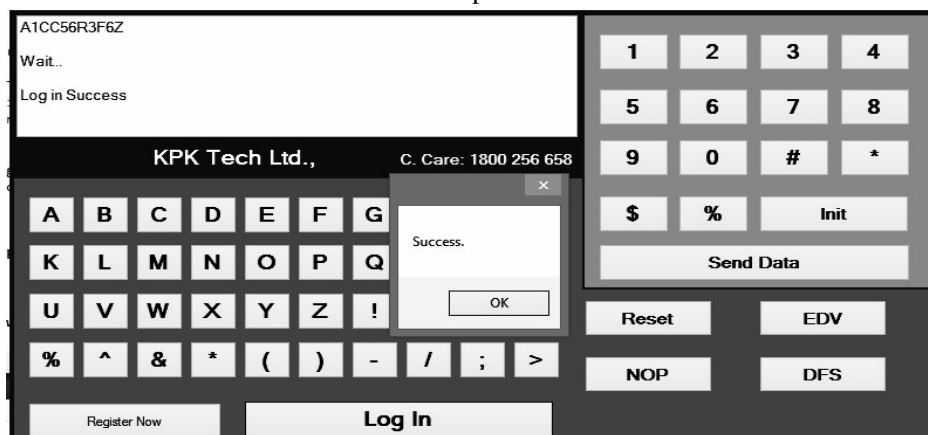 A1CC56R3F6Z
Wait...
Log in Success
KPK Tech Ltd., C. Care: 1800 256 658
1 2 3 4
5 6 7 8
9 0 # *
$ % Init
Send Data
A B C D E F G
K L M N O P Q
U V W X Y Z !
% ^ & * ( ) - / ; >
Success.
OK
Reset EDV
NOP DFS
Register Now Log In